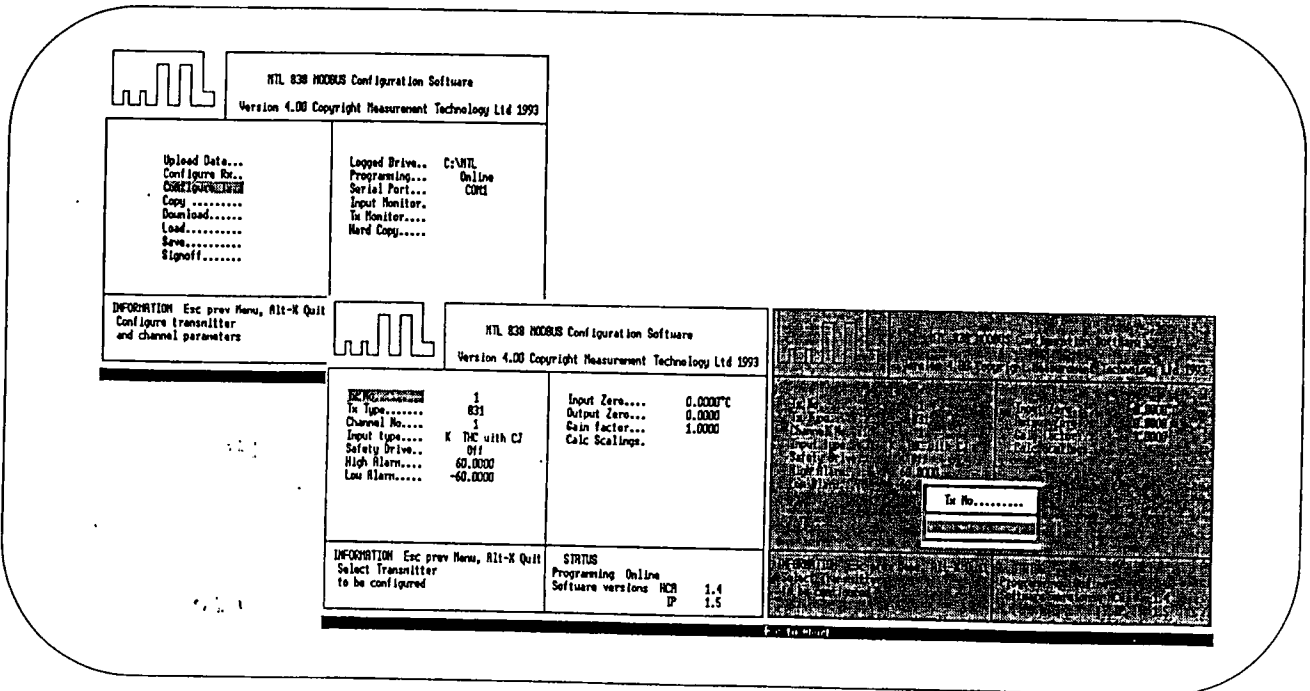 MTL 838 MODBUS Configuration Software
Version 4.00 Copyright Measurement Technology Ltd 1993
Upload Data...
Configure Rx..
Configure
Copy .........
Download......
Load..........
Save..........
Signoff.......
Logged Drive.. C:\MTL
Programming... Online
Serial Port... COM1
Input Monitor.
Tx Monitor....
Hard Copy.....
INFORMATION Esc prev Menu, Alt-X Quit
Configure transmitter
and channel parameters
MTL 838 MODBUS Configuration Software
Version 4.00 Copyright Measurement Technology Ltd 1993
1
Tx Type....... 831
Channel No.... 1
Input type.... K THC with CJ
Safety Drive.. Off
High Alarm.... 60.0000
Low Alarm..... -60.0000
Input Zero.... 0.0000°C
Output Zero... 0.0000
Gain factor... 1.0000
Calc Scalings.
INFORMATION Esc prev Menu, Alt-X Quit
Select Transmitter
to be configured
STATUS
Programming Online
Software versions HCA 1.4
IP 1.5
Tx No.........